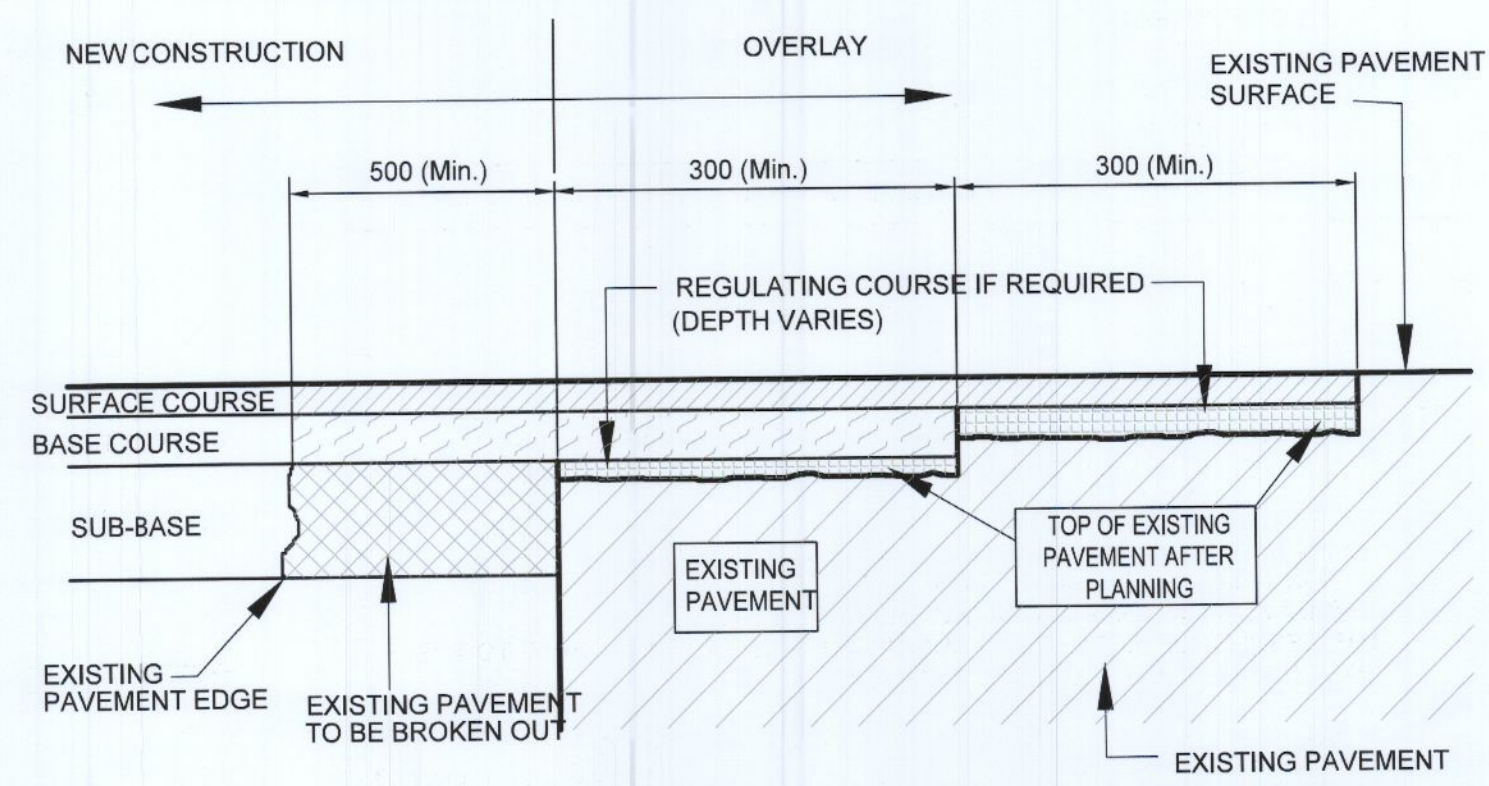 NEW CONSTRUCTION
OVERLAY
EXISTING PAVEMENT
SURFACE
500 (Min.)
300 (Min.)
300 (Min.)
REGULATING COURSE IF REQUIRED
(DEPTH VARIES)
SURFACE COURSE
BASE COURSE
SUB-BASE
EXISTING
PAVEMENT
TOP OF EXISTING
PAVEMENT AFTER
PLANNING
EXISTING
PAVEMENT EDGE
EXISTING PAVEMENT
TO BE BROKEN OUT
EXISTING PAVEMENT